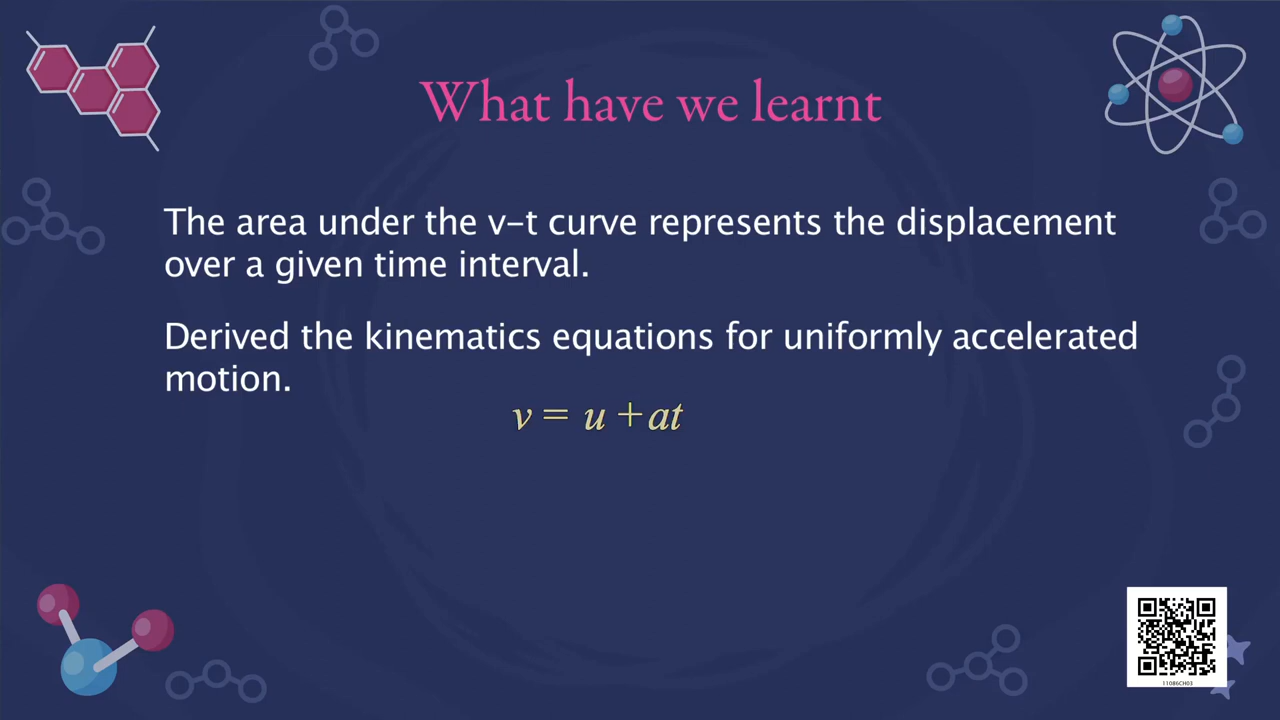 What have we learnt
The area under the v–t curve represents the displacement
over a given time interval.
Derived the kinematics equations for uniformly accelerated
motion.
v = u + at
11086CH03